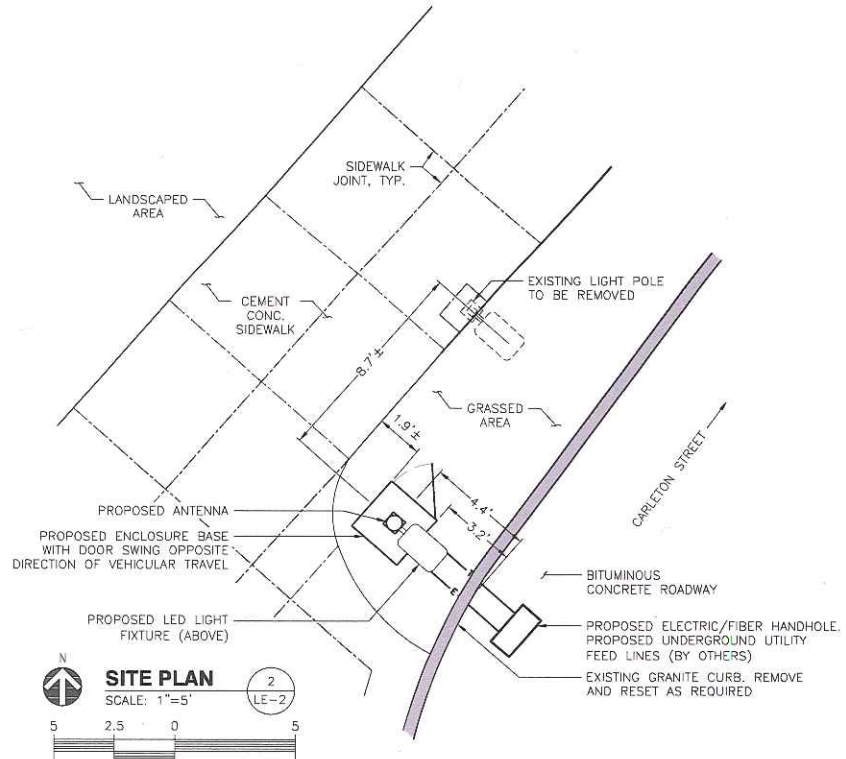 SIDEWALK
JOINT, TYP.
LANDSCAPED
AREA
EXISTING LIGHT POLE
TO BE REMOVED
CEMENT
CONC.
SIDEWALK
8.7'±
GRASSED
AREA
1.9'±
CARLETON STREET
4.4'
3.2'
PROPOSED ANTENNA
PROPOSED ENCLOSURE BASE
WITH DOOR SWING OPPOSITE
DIRECTION OF VEHICULAR TRAVEL
BITUMINOUS
CONCRETE ROADWAY
E
PROPOSED LED LIGHT
FIXTURE (ABOVE)
PROPOSED ELECTRIC/FIBER HANDHOLE.
PROPOSED UNDERGROUND UTILITY
FEED LINES (BY OTHERS)
EXISTING GRANITE CURB. REMOVE
AND RESET AS REQUIRED
N
SITE PLAN
2
SCALE: 1"=5'
LE-2
5 2.5 0 5